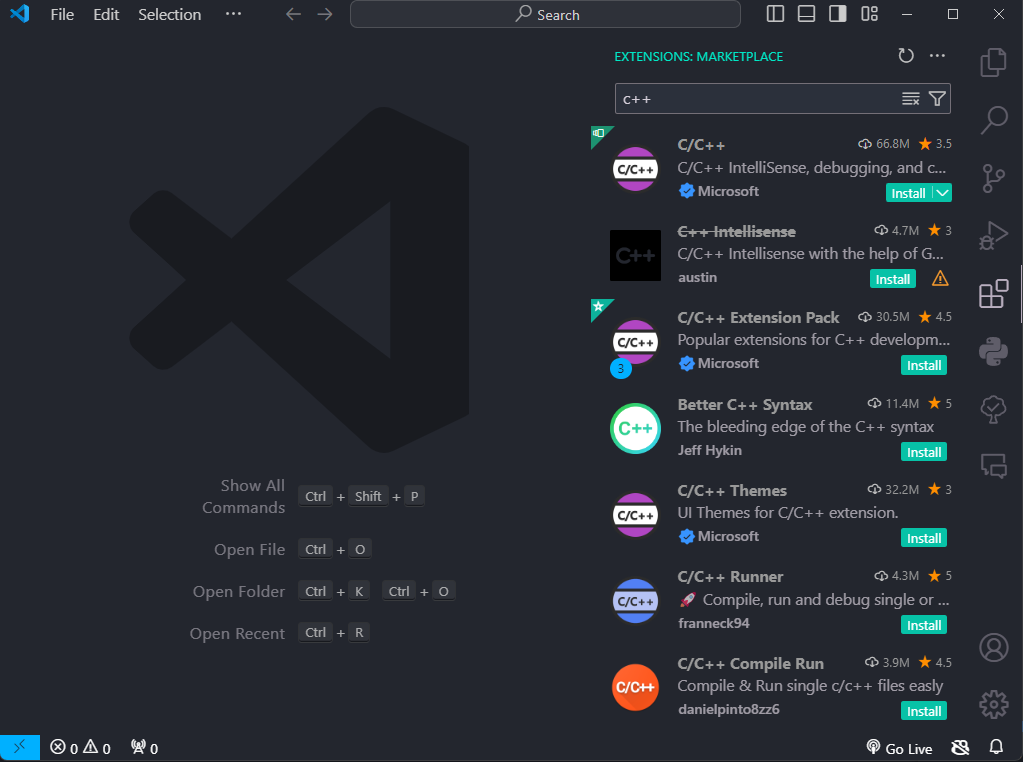 File Edit Selection ··· Search
EXTENSIONS: MARKETPLACE
c++
C/C++ 66.8M 3.5
C/C++
C/C++ IntelliSense, debugging, and c...
Microsoft Install
C++ Intellisense 4.7M 3
C++
C/C++ Intellisense with the help of G...
austin Install
C/C++ Extension Pack 30.5M 4.5
C/C++
Popular extensions for C++ developm...
3
Microsoft Install
Better C++ Syntax 11.4M 5
C++
The bleeding edge of the C++ syntax
Jeff Hykin Install
C/C++ Themes 32.2M 3
C/C++
UI Themes for C/C++ extension.
Microsoft Install
C/C++ Runner 4.3M 5
C/C++
🚀 Compile, run and debug single or ...
franneck94 Install
C/C++ Compile Run 3.9M 4.5
C/C++
Compile & Run single c/c++ files easily
danielpinto8zz6 Install
Show All
Commands Ctrl + Shift + P
Open File Ctrl + O
Open Folder Ctrl + K Ctrl + O
Open Recent Ctrl + R
0 0 0 Go Live